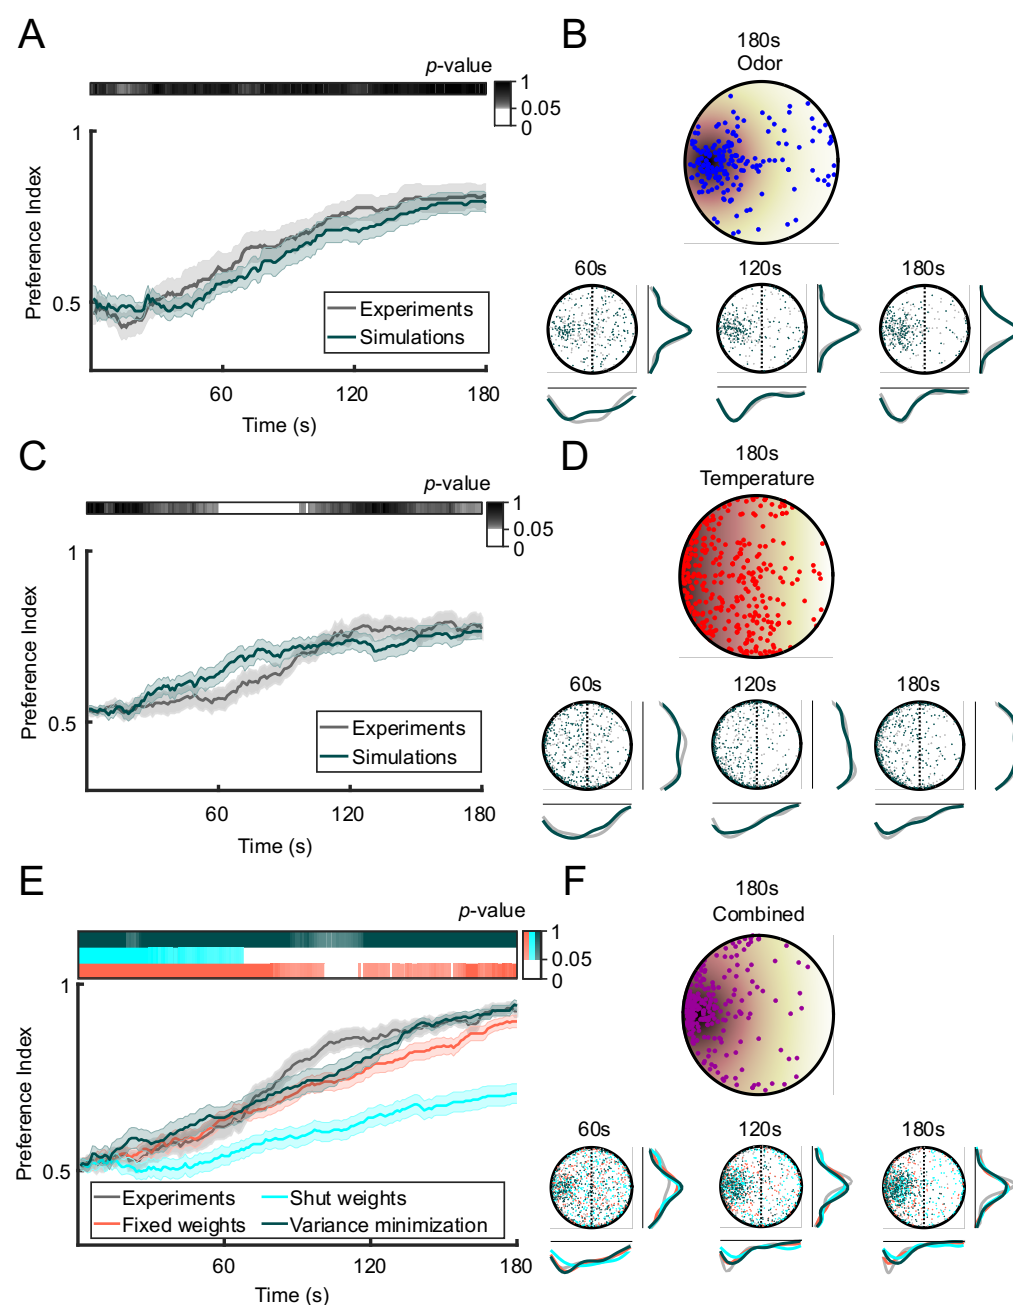 A
p-value
1
0.05
0
1
0.5
Preference Index
Experiments
Simulations
60
120
180
Time (s)
B
180s
Odor
60s
120s
180s
C
p-value
1
0.05
0
1
0.5
Preference Index
Experiments
Simulations
60
120
180
Time (s)
D
180s
Temperature
60s
120s
180s
E
p-value
1
0.05
0
1
0.5
Preference Index
Experiments
Shut weights
Fixed weights
Variance minimization
60
120
180
Time (s)
F
180s
Combined
60s
120s
180s